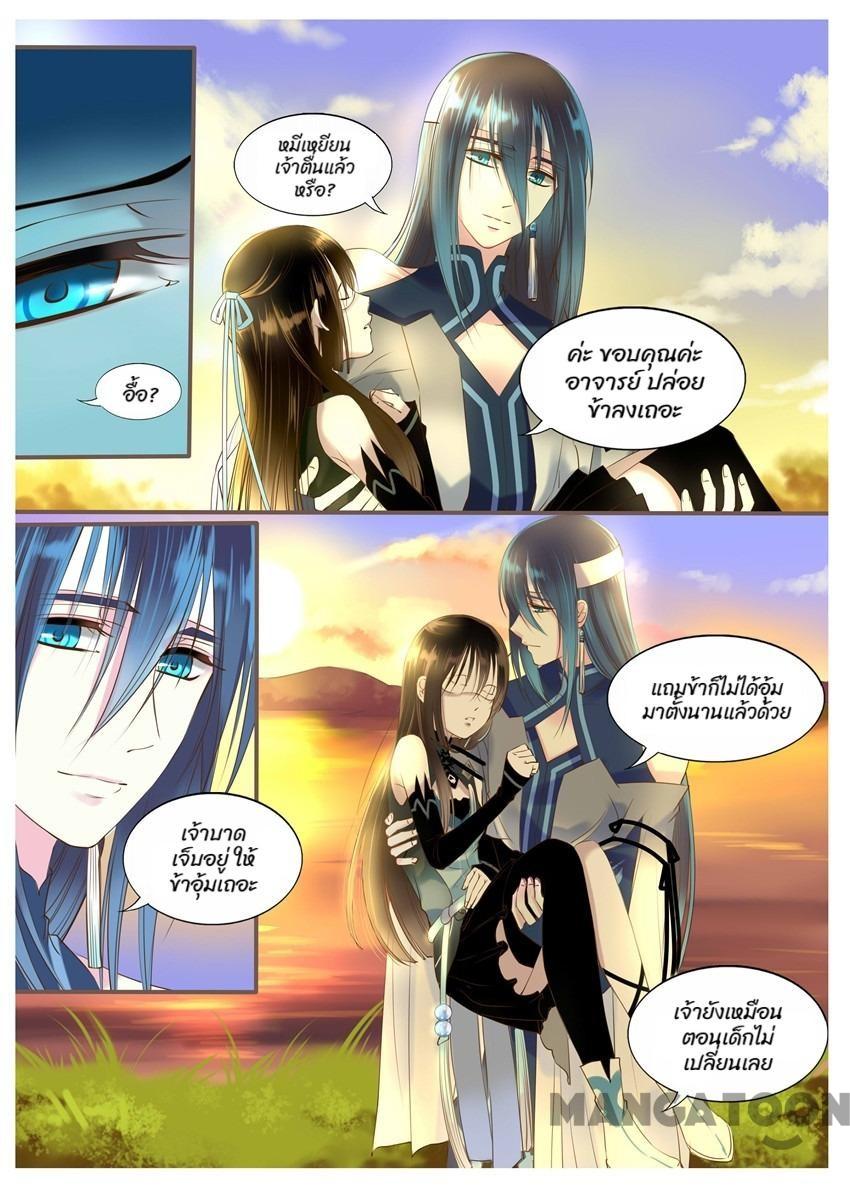 หมีเหยียน
เจ้าตื่นแล้ว
หรือ?
อื้อ?
ค่ะ ขอบคุณค่ะ
อาจารย์ ปล่อย
ข้าลงเถอะ
แถมข้าก็ไม่ได้อุ้ม
มาตั้งนานแล้วด้วย
เจ้าบาด
เจ็บอยู่ ให้
ข้าอุ้มเถอะ
เจ้ายังเหมือน
ตอนเด็กไม่
เปลี่ยนเลย
MANGATOON